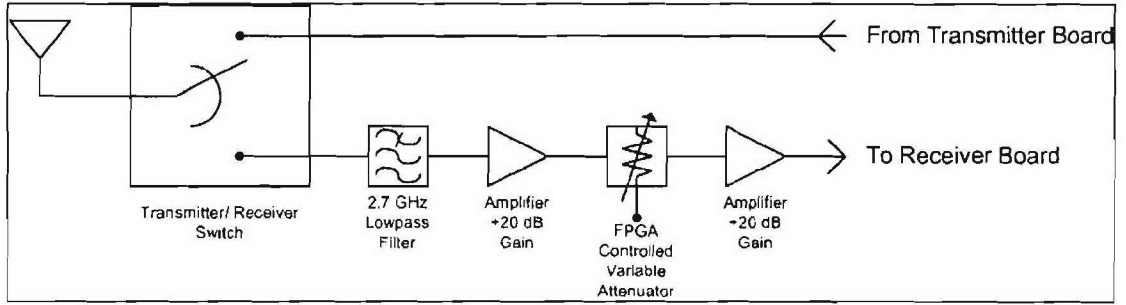 From Transmitter Board
To Receiver Board
Transmitter/ Receiver
Switch
2.7 GHz
Lowpass
Filter
Amplifier
+20 dB
Gain
FPGA
Controlled
Variable
Attenuator
Amplifier
+20 dB
Gain